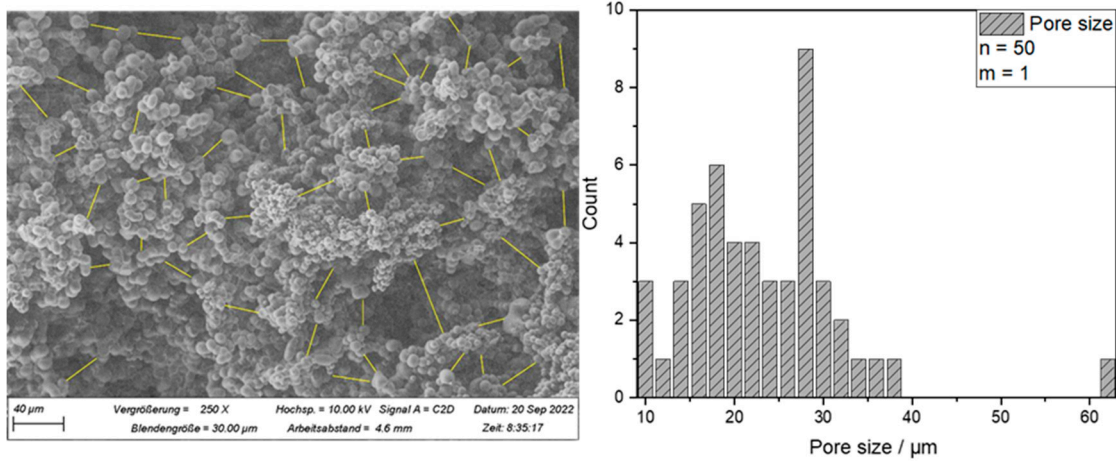 40 µm
Vergrößerung = 250 X
Hochsp. = 10.00 kV
Signal A = C2D
Datum: 20 Sep 2022
Blendengröße = 30.00 µm
Arbeitsabstand = 4.6 mm
Zeit: 8:35:17
10
8
6
4
2
0
Count
Pore size
n = 50
m = 1
10
20
30
40
50
60
Pore size / µm